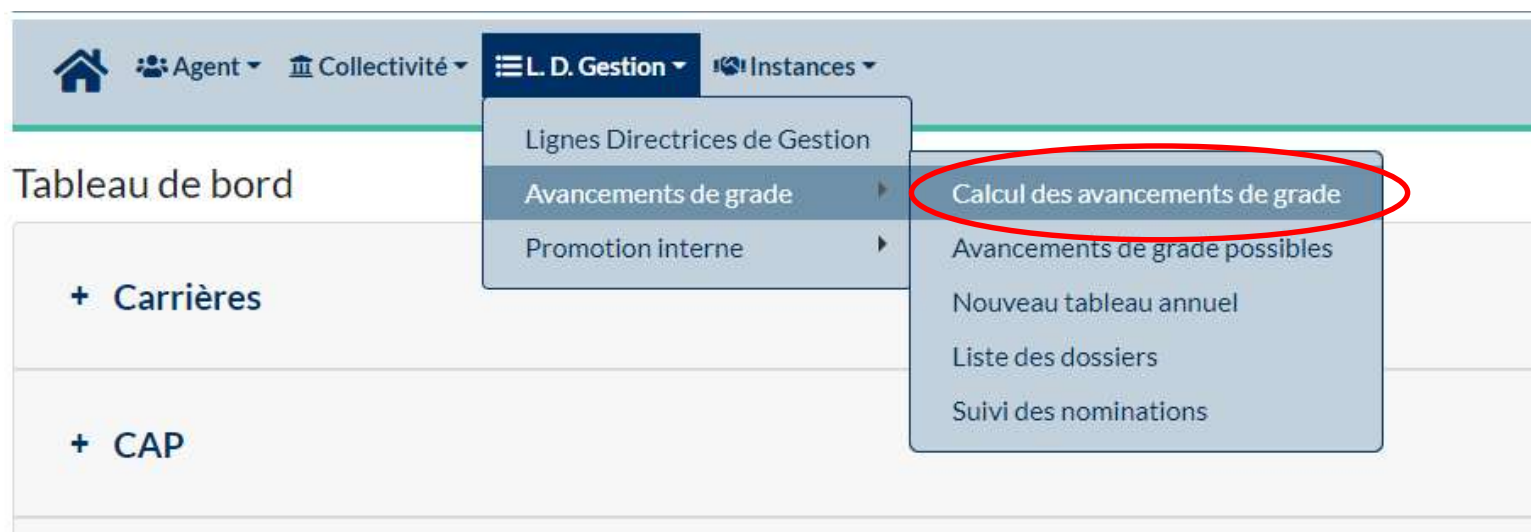 Agent Collectivité L. D. Gestion Instances
Lignes Directrices de Gestion
Tableau de bord
Avancements de grade
Calcul des avancements de grade
Promotion interne
Avancements de grade possibles
+ Carrières
Nouveau tableau annuel
Liste des dossiers
Suivi des nominations
+ CAP